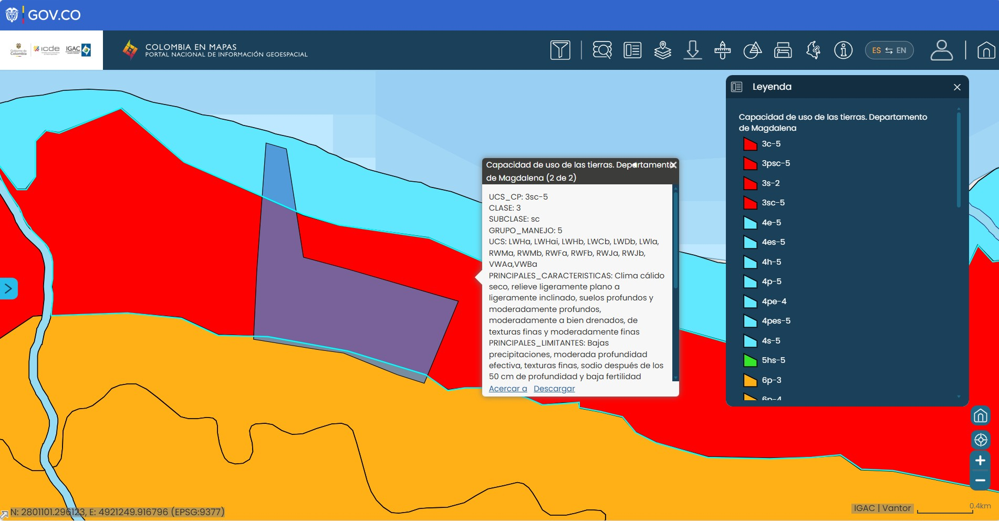 GOV.CO
Gobierno de
Colombia
icde
IGAC
COLOMBIA EN MAPAS
PORTAL NACIONAL DE INFORMACIÓN GEOESPACIAL
ES EN
Leyenda
Capacidad de uso de las tierras. Departamento
de Magdalena
3c-5
3psc-5
3s-2
3sc-5
4e-5
4es-5
4h-5
4p-5
4pe-4
4pes-5
4s-5
5hs-5
6p-3
6p-4
Capacidad de uso de las tierras. Departamento
de Magdalena (2 de 2)
UCS_CP: 3sc-5
CLASE: 3
SUBCLASE: sc
GRUPO_MANEJO: 5
UCS: LWHa, LWHai, LWHb, LWCb, LWDb, LWIa,
RWMa, RWMb, RWFa, RWFb, RWJa, RWJb,
VWAa,VWBa
PRINCIPALES_CARACTERISTICAS: Clima cálido
seco, relieve ligeramente plano a
ligeramente inclinado, suelos profundos y
moderadamente profundos,
moderadamente a bien drenados, de
texturas finas y moderadamente finas
PRINCIPALES_LIMITANTES: Bajas
precipitaciones, moderada profundidad
efectiva, texturas finas, sodio después de los
50 cm de profundidad y baja fertilidad
Acercar a Descargar
N: 2801101.296123, E: 4921249.916796 (EPSG:9377)
IGAC | Vantor
0.4km